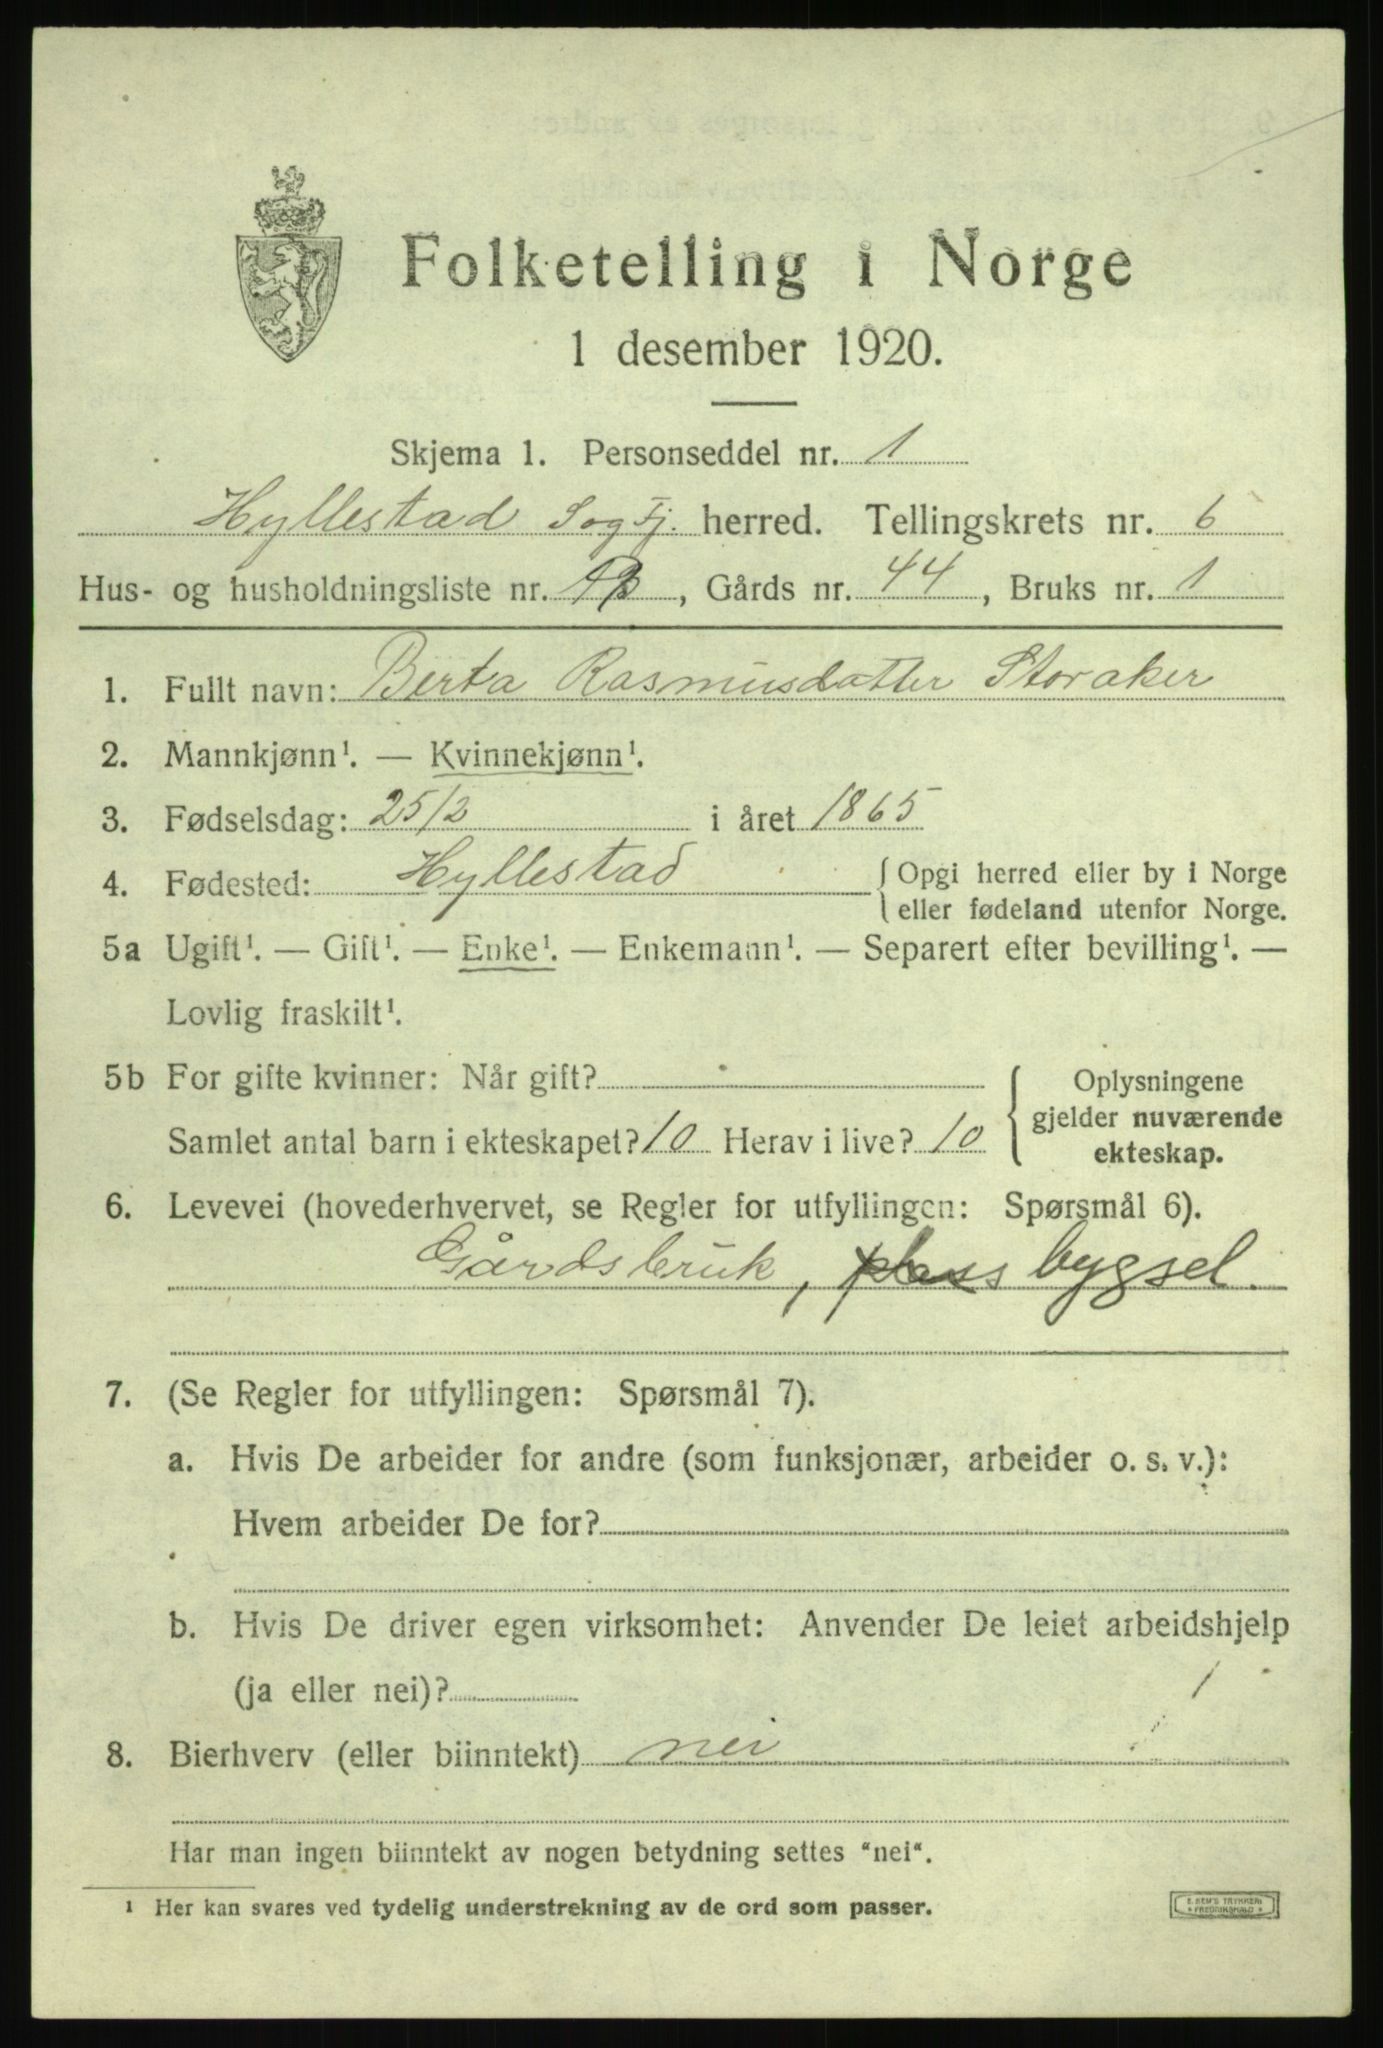 Folketelling i Norge
1 desember 1920.
Skjema 1. Personseddel nr. 1
Hyllestad Sogn Fj. herred. Tellingskrets nr. 6
Hus- og husholdningsliste nr. , Gårds nr. 44, Bruks nr. 1
1. Fullt navn: Berta Rasmusdatter Storaker
2. Mannkjønn¹. — Kvinnekjønn¹.
3. Fødselsdag: 25/2 i året 1865
4. Fødested: Hyllestad { Opgi herred eller by i Norge
eller fødeland utenfor Norge.
5a Ugift¹. — Gift¹. — Enke¹. — Enkemann¹. — Separert efter bevilling¹. —
Lovlig fraskilt¹.
5b For gifte kvinner: Når gift? { Oplysningene
gjelder nuværende
Samlet antal barn i ekteskapet? 10 Herav i live? 10
ekteskap.
6. Levevei (hovederhvervet, se Regler for utfyllingen: Spørsmål 6).
Gårdsbruk, plass bygsel.
7. (Se Regler for utfyllingen: Spørsmål 7).
a. Hvis De arbeider for andre (som funksjonær, arbeider o. s. v.):
Hvem arbeider De for?
b. Hvis De driver egen virksomhet: Anvender De leiet arbeidshjelp
(ja eller nei)? 1
8. Bierhverv (eller biinntekt) nei
Har man ingen biinntekt av nogen betydning settes “nei“.
¹ Her kan svares ved tydelig understrekning av de ord som passer.
E. SEM'S TRYKKERI
FREDRIKSHALD